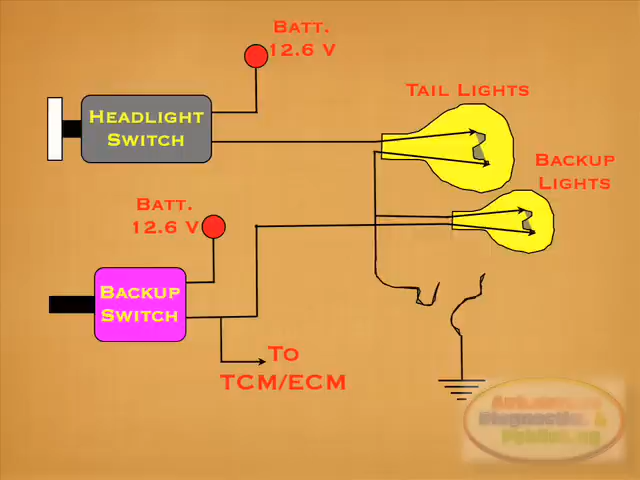 Batt.
12.6 V
Tail Lights
Headlight
Switch
Backup
Lights
Batt.
12.6 V
Backup
Switch
To
TCM/ECM